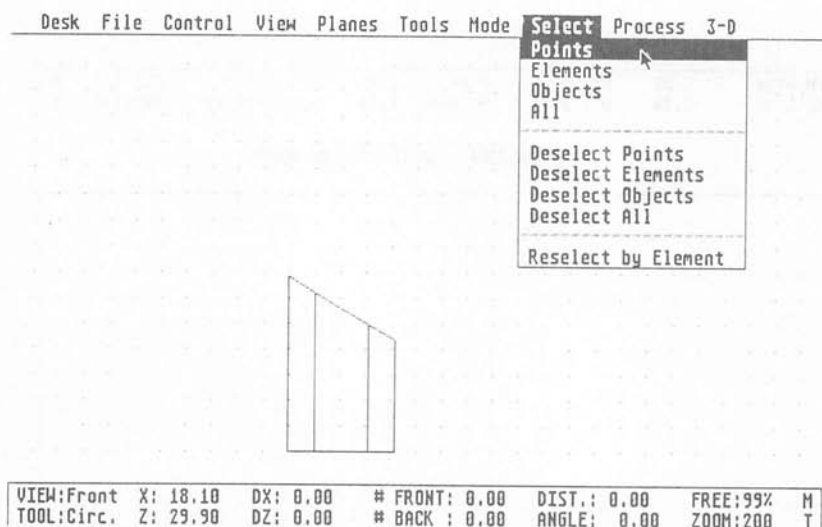 Desk File Control View Planes Tools Mode Select Process 3-D
Points
Elements
Objects
All
Deselect Points
Deselect Elements
Deselect Objects
Deselect All
Reselect by Element
VIEW:Front X: 18.10 DX: 0.00 # FRONT: 0.00 DIST.: 0.00 FREE:99% M
TOOL:Circ. Z: 29.90 DZ: 0.00 # BACK : 0.00 ANGLE: 0.00 ZOOM:200 T